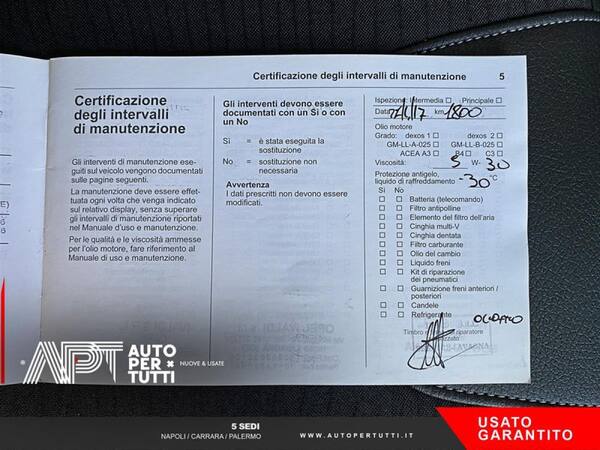 Certificazione degli intervalli di manutenzione 5
Certificazione
degli intervalli
di manutenzione
Gli interventi di manutenzione ese-
guiti sul veicolo vengono documentati
sulle pagine seguenti.
La manutenzione deve essere effet-
tuata ogni volta che venga indicato
sul relativo display, senza superare
gli intervalli di manutenzione riportati
nel Manuale d'uso e manutenzione.
Per le qualità e le viscosità ammesse
per l'olio motore, fare riferimento al
Manuale di uso e manutenzione.
Gli interventi devono essere
documentati con un Sì o con
un No
Sì = è stata eseguita la
sostituzione
No = sostituzione non
necessaria
Avvertenza
I dati prescritti non devono essere
modificati.
Ispezione: Intermedia □ Principale □
Data km 1800
Olio motore
Grado: dexos 1 □ dexos 2 □
GM-LL-A-025 □ GM-LL-B-025 □
ACEA A3 □ B4 □ C3 □
Viscosità: 5 W- 30
Protezione antigelo,
liquido di raffreddamento -30 °C
Sì No
□ □ Batteria (telecomando)
□ □ Filtro antipolline
□ □ Elemento del filtro dell'aria
□ □ Cinghia multi-V
□ □ Cinghia dentata
□ □ Filtro carburante
□ □ Olio del cambio
□ □ Liquido freni
□ □ Kit di riparazione
dei pneumatici
□ □ Guarnizione freni anteriori /
posteriori
□ □ Candele
□ □ Refrigerante
Timbro riparatore
APT AUTO
PER
TUTTI
NUOVE & USATE
5 SEDI
NAPOLI / CARRARA / PALERMO
WWW.AUTOPERTUTTI.IT
USATO
GARANTITO